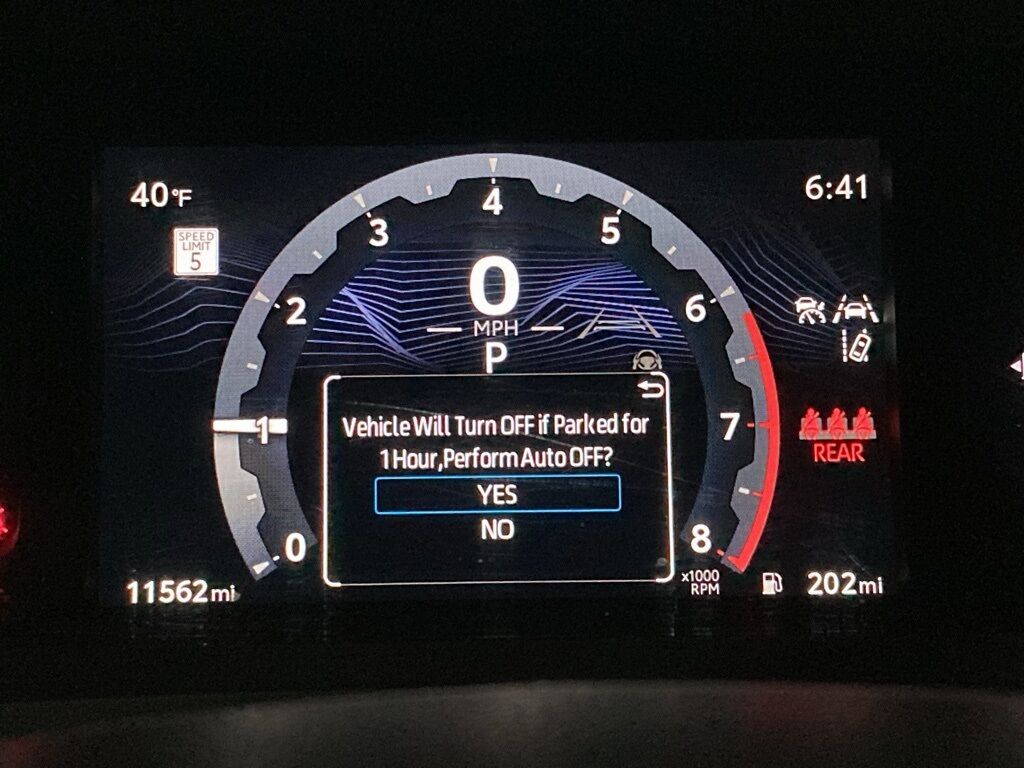 40°F
6:41
SPEED
LIMIT
5
0
1
2
3
4
5
6
7
8
0
MPH
P
Vehicle Will Turn OFF if Parked for
1 Hour,Perform Auto OFF?
YES
NO
REAR
x1000
RPM
11562mi
202mi